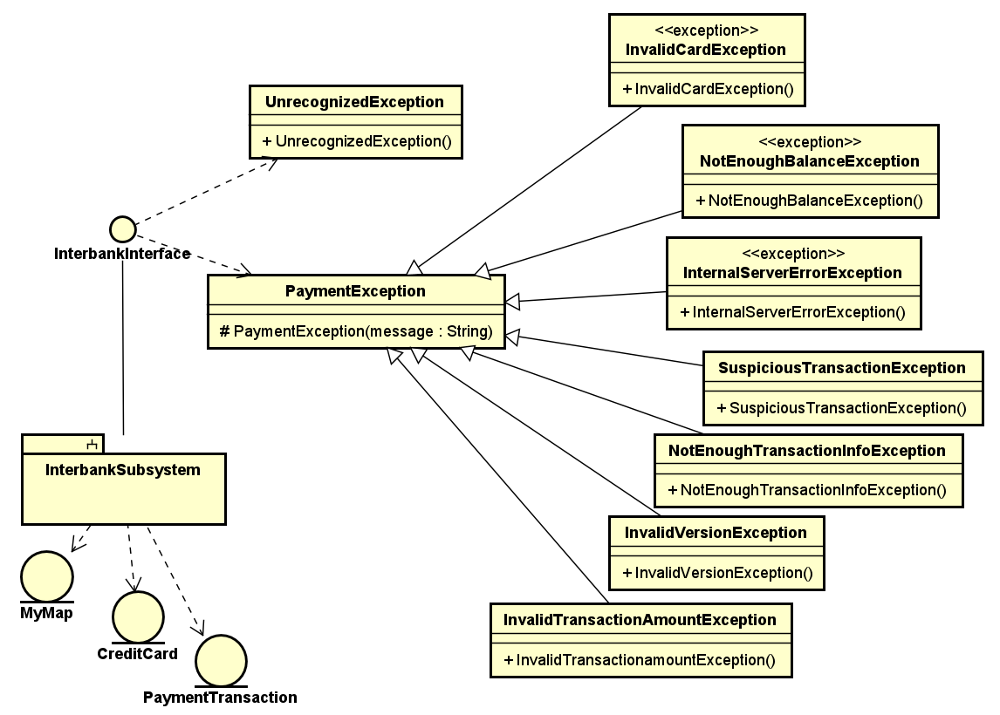 <<exception>>
InvalidCardException
+ InvalidCardException()
UnrecognizedException
+ UnrecognizedException()
<<exception>>
NotEnoughBalanceException
+ NotEnoughBalanceException()
InterbankInterface
<<exception>>
InternalServerErrorException
+ InternalServerErrorException()
PaymentException
# PaymentException(message : String)
SuspiciousTransactionException
+ SuspiciousTransactionException()
NotEnoughTransactionInfoException
+ NotEnoughTransactionInfoException()
InterbankSubsystem
InvalidVersionException
+ InvalidVersionException()
MyMap
CreditCard
PaymentTransaction
InvalidTransactionAmountException
+ InvalidTransactionamountException()